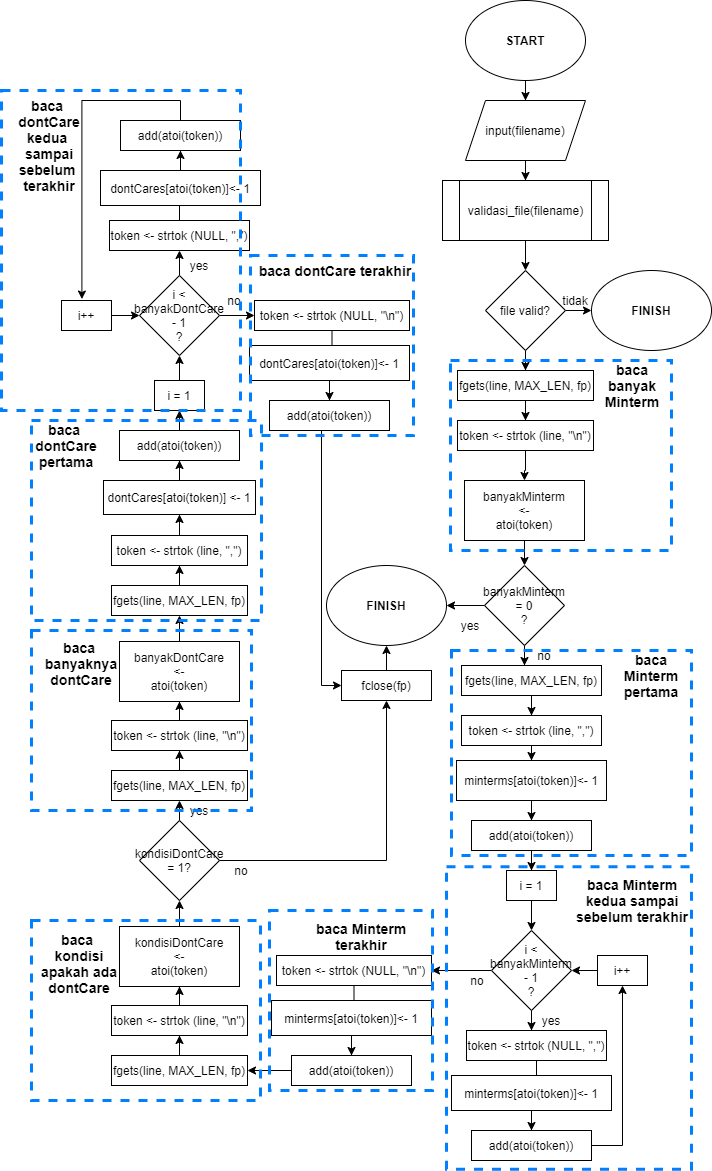 START
input(filename)
validasi_file(filename)
file valid?
tidak
FINISH
baca
banyak
Minterm
fgets(line, MAX_LEN, fp)
token <- strtok (line, "\n")
banyakMinterm
<-
atoi(token)
banyakMinterm
= 0
?
yes
FINISH
no
baca
Minterm
pertama
fgets(line, MAX_LEN, fp)
token <- strtok (line, ",")
minterms[atoi(token]<- 1
add(atoi(token))
i = 1
baca Minterm
kedua sampai
sebelum terakhir
i <
banyakMinterm
- 1
?
i++
yes
token <- strtok (NULL, ",")
minterms[atoi(token]<- 1
add(atoi(token))
no
baca Minterm
terakhir
token <- strtok (NULL, "\n")
minterms[atoi(token)]<- 1
add(atoi(token))
baca
kondisi
apakah ada
dontCare
fgets(line, MAX_LEN, fp)
token <- strtok (line, "\n")
kondisiDontCare
<-
atoi(token)
kondisiDontCare
= 1?
no
yes
fclose(fp)
baca
banyaknya
dontCare
fgets(line, MAX_LEN, fp)
token <- strtok (line, "\n")
banyakDontCare
<-
atoi(token)
baca
dontCare
pertama
fgets(line, MAX_LEN, fp)
token <- strtok (line, ",")
dontCares[atoi(token] <- 1
add(atoi(token))
i = 1
baca
dontCare
kedua
sampai
sebelum
terakhir
i <
banyakDontCare
- 1
?
i++
yes
token <- strtok (NULL, ",")
dontCares[atoi(token)]<- 1
add(atoi(token))
no
baca dontCare terakhir
token <- strtok (NULL, "\n")
dontCares[atoi(token)]<- 1
add(atoi(token))